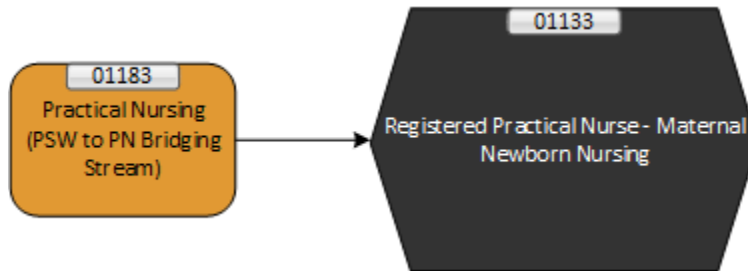 01183
Practical Nursing
(PSW to PN Bridging
Stream)
01133
Registered Practical Nurse - Maternal
Newborn Nursing